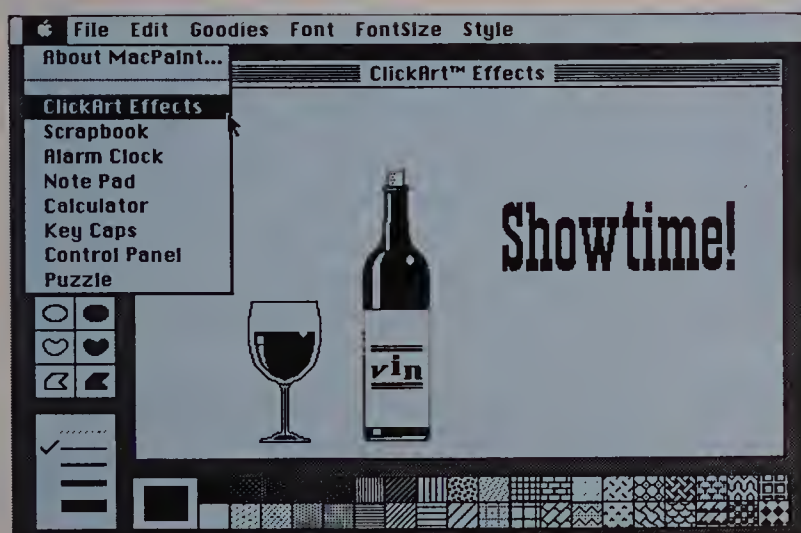 File Edit Goodies Font FontSize Style
About MacPaint...
ClickArt™ Effects
ClickArt Effects
Scrapbook
Alarm Clock
Note Pad
Calculator
Key Caps
Control Panel
Puzzle
Showtime!
vin